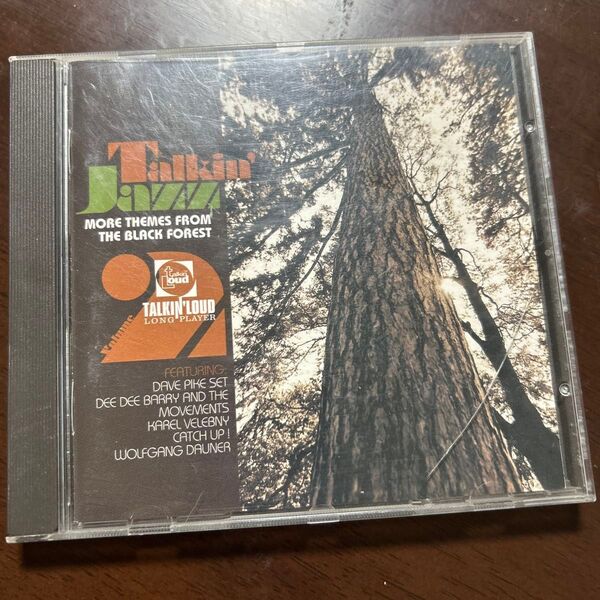 Talkin'
Jazz
MORE THEMES FROM
THE BLACK FOREST
Volume 2
talkin'
loud
TALKIN' LOUD
LONG PLAYER
FEATURING:
DAVE PIKE SET
DEE DEE BARRY AND THE
MOVEMENTS
KAREL VELEBNY
CATCH UP!
WOLFGANG DAUNER